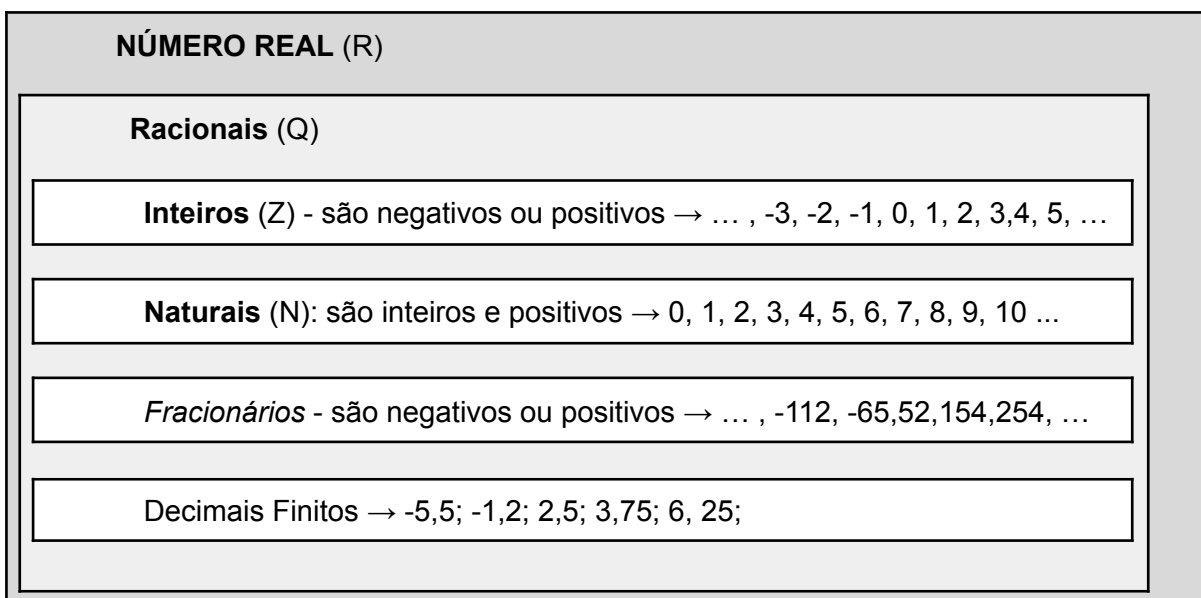 NÚMERO REAL (R)
Racionais (Q)
Inteiros (Z) - são negativos ou positivos → … , -3, -2, -1, 0, 1, 2, 3,4, 5, …
Naturais (N): são inteiros e positivos → 0, 1, 2, 3, 4, 5, 6, 7, 8, 9, 10 ...
Fracionários - são negativos ou positivos → … , -112, -65,52,154,254, …
Decimais Finitos → -5,5; -1,2; 2,5; 3,75; 6, 25;